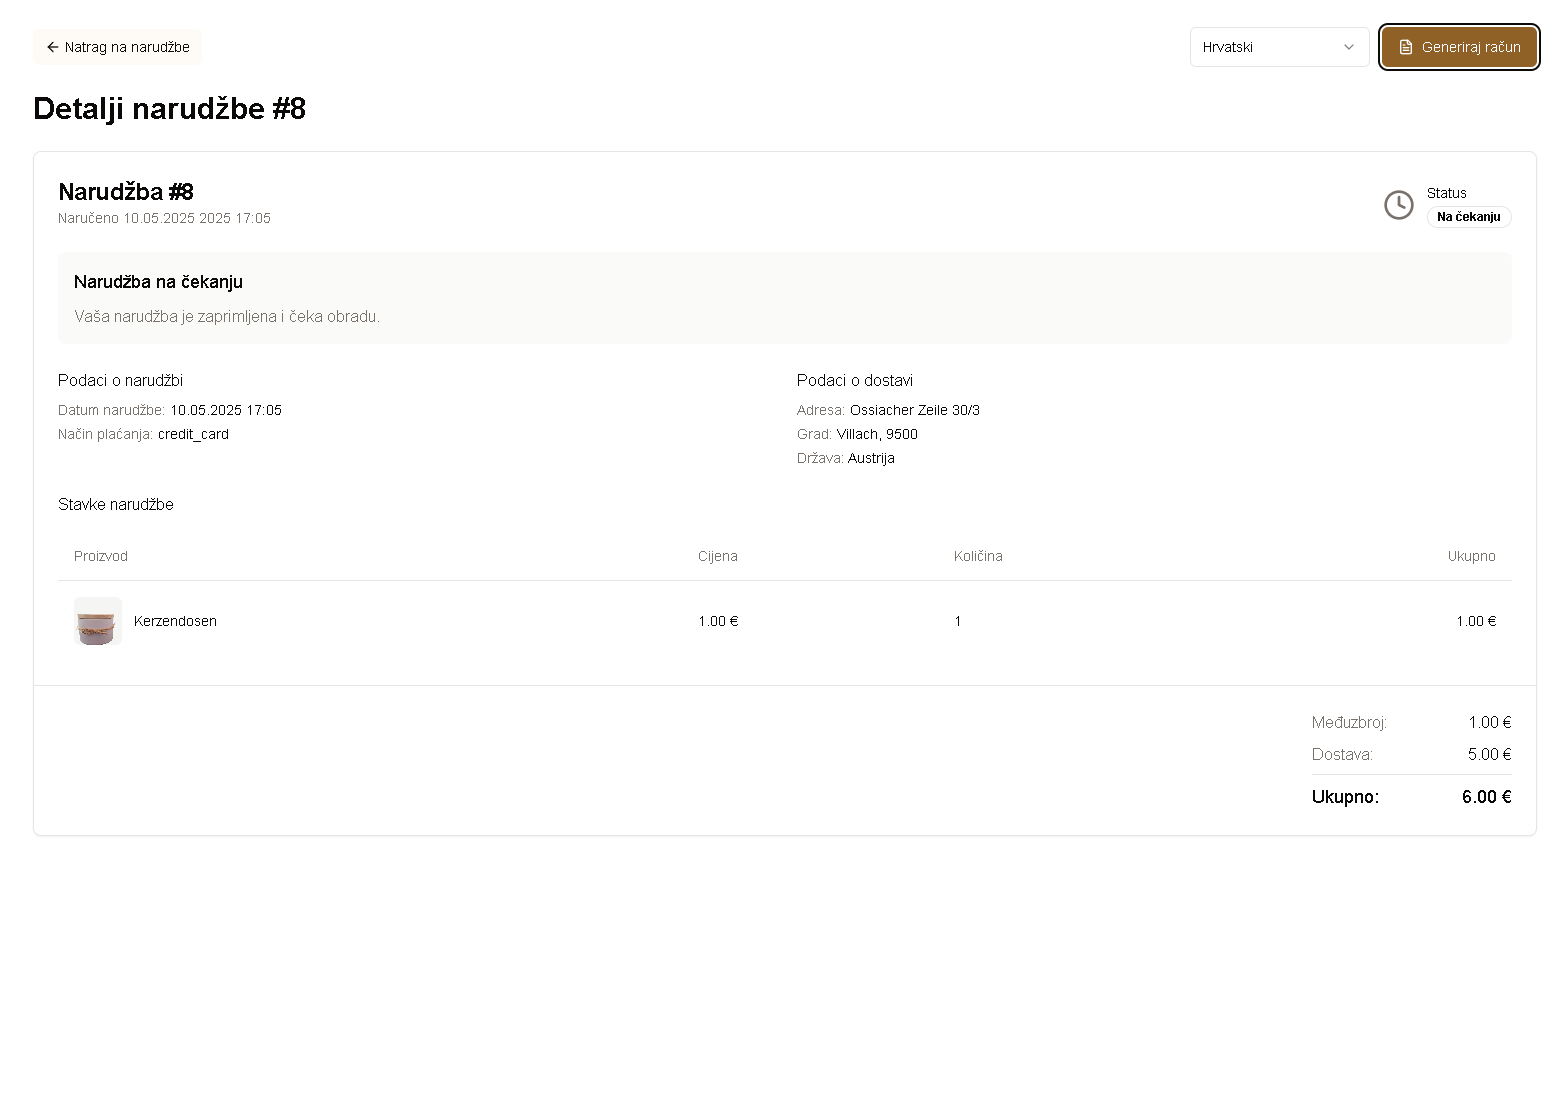 Natrag na narudžbe
Hrvatski
Generiraj račun
Detalji narudžbe #8
Narudžba #8
Naručeno 10.05.2025 2025 17:05
Status
Na čekanju
Narudžba na čekanju
Vaša narudžba je zaprimljena i čeka obradu.
Podaci o narudžbi
Datum narudžbe: 10.05.2025 17:05
Način plaćanja: credit_card
Podaci o dostavi
Adresa: Ossiacher Zeile 30/3
Grad: Villach, 9500
Država: Austrija
Stavke narudžbe
Proizvod Cijena Količina Ukupno
Kerzendosen 1.00 € 1 1.00 €
Međuzbroj: 1.00 €
Dostava: 5.00 €
Ukupno: 6.00 €